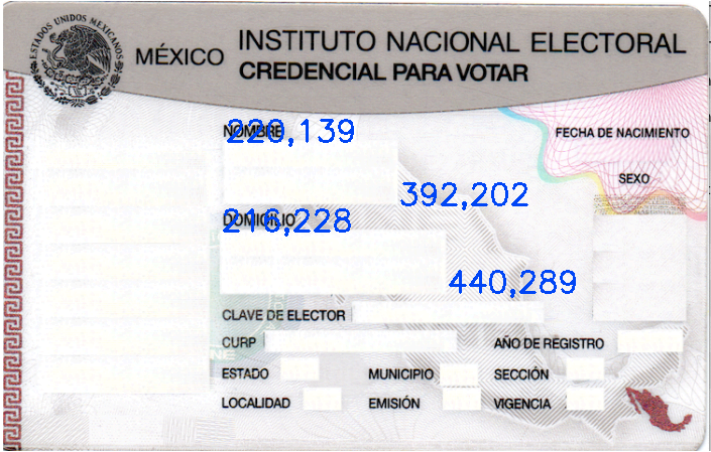 ESTADOS UNIDOS MEXICANOS
MÉXICO
INSTITUTO NACIONAL ELECTORAL
CREDENCIAL PARA VOTAR
NOMBRE
220,139
FECHA DE NACIMIENTO
SEXO
392,202
DOMICILIO
216,228
440,289
CLAVE DE ELECTOR
CURP
AÑO DE REGISTRO
ESTADO
MUNICIPIO
SECCIÓN
LOCALIDAD
EMISIÓN
VIGENCIA